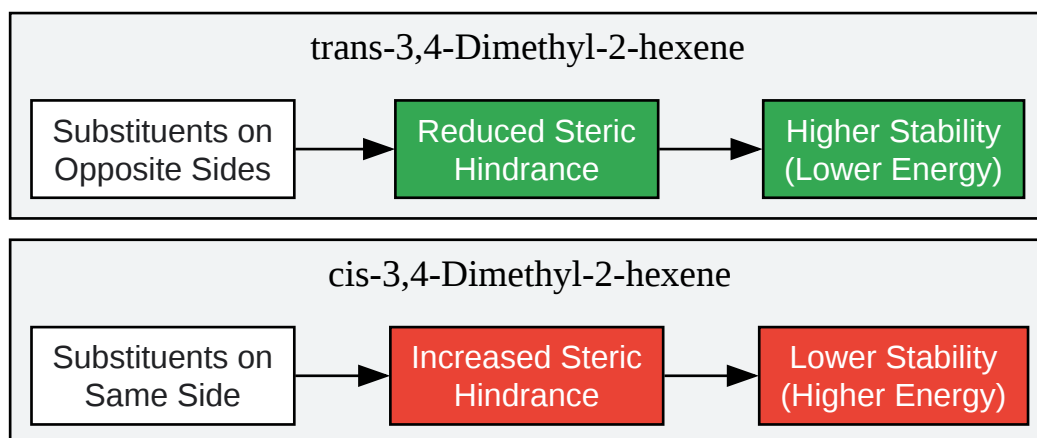 trans-3,4-Dimethyl-2-hexene
Substituents on
Opposite Sides
Reduced Steric
Hindrance
Higher Stability
(Lower Energy)
cis-3,4-Dimethyl-2-hexene
Substituents on
Same Side
Increased Steric
Hindrance
Lower Stability
(Higher Energy)